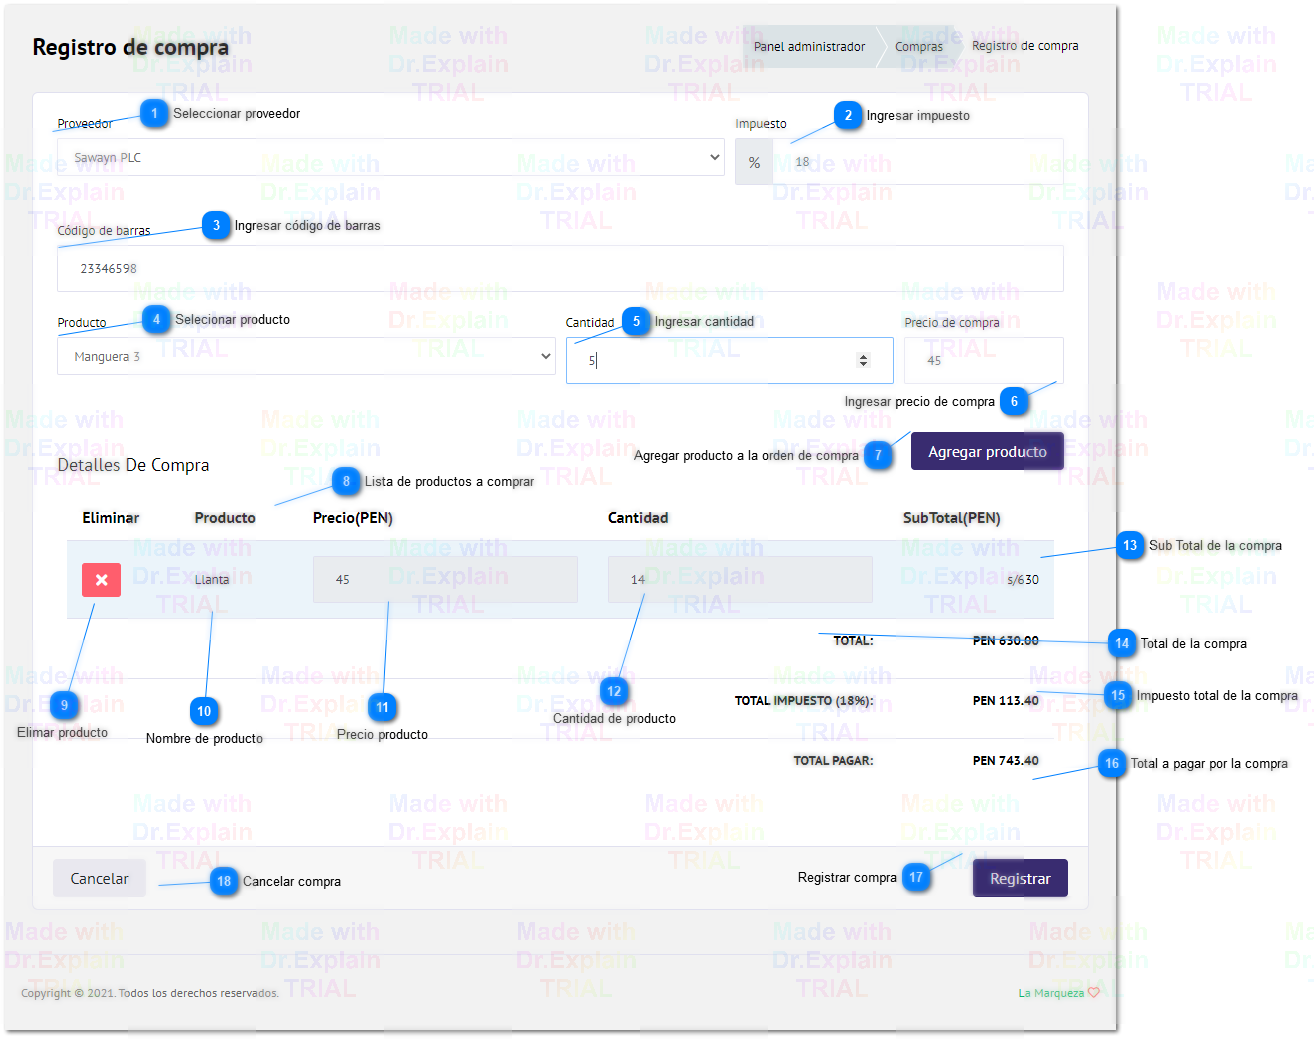 Registro de compra
Panel administrador
Compras
Registro de compra
Proveedor
1 Seleccionar proveedor
Impuesto
2 Ingresar impuesto
Sawayn PLC
% 18
Código de barras
3 Ingresar código de barras
23346598
Producto
4 Selecionar producto
Cantidad
5 Ingresar cantidad
Precio de compra
Manguera 3
5
45
Ingresar precio de compra 6
Agregar producto a la orden de compra 7
Agregar producto
Detalles De Compra
8 Lista de productos a comprar
Eliminar Producto Precio(PEN) Cantidad SubTotal(PEN)
13 Sub Total de la compra
Llanta 45 14 s/630
TOTAL: PEN 630.00
14 Total de la compra
TOTAL IMPUESTO (18%): PEN 113.40
15 Impuesto total de la compra
9
Elimar producto
10
Nombre de producto
11
Precio producto
12
Cantidad de producto
TOTAL PAGAR: PEN 743.40
16 Total a pagar por la compra
Cancelar
18 Cancelar compra
Registrar compra 17
Registrar
Copyright © 2021. Todos los derechos reservados.
La Marqueza
Made with
Dr.Explain
TRIAL